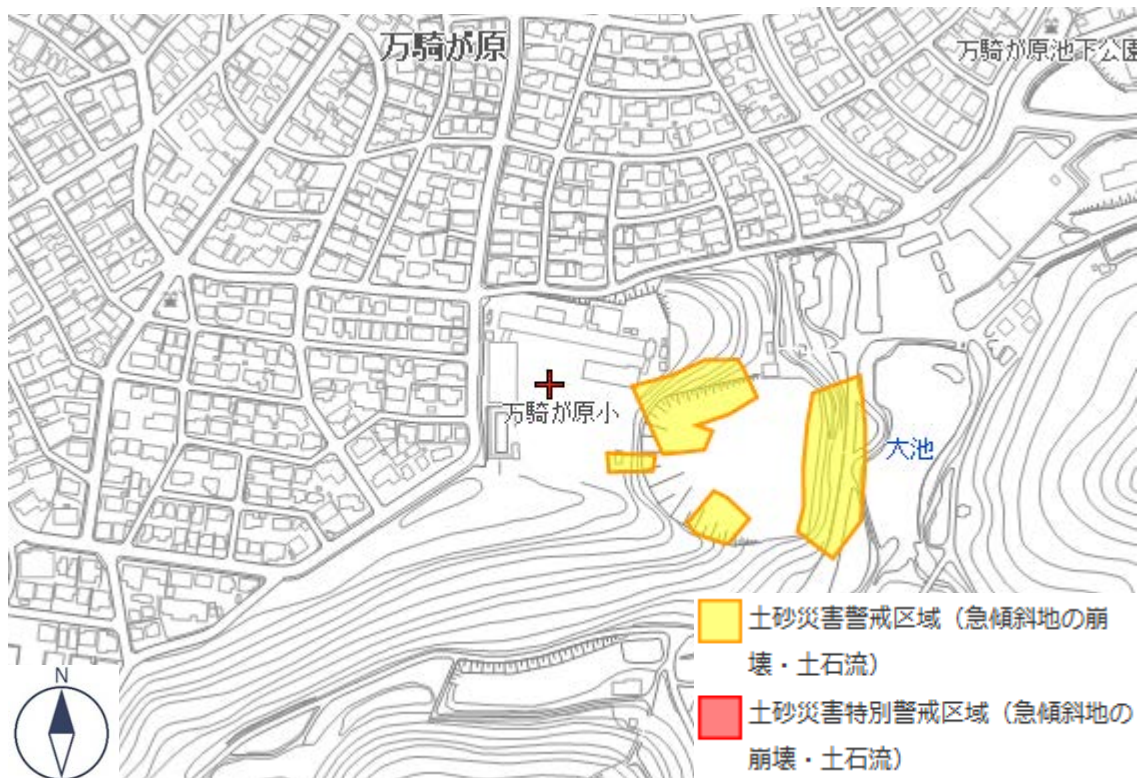 万騎が原
万騎が原池下公園
万騎が原小
大池
N
土砂災害警戒区域（急傾斜地の崩
壊・土石流）
土砂災害特別警戒区域（急傾斜地の
崩壊・土石流）